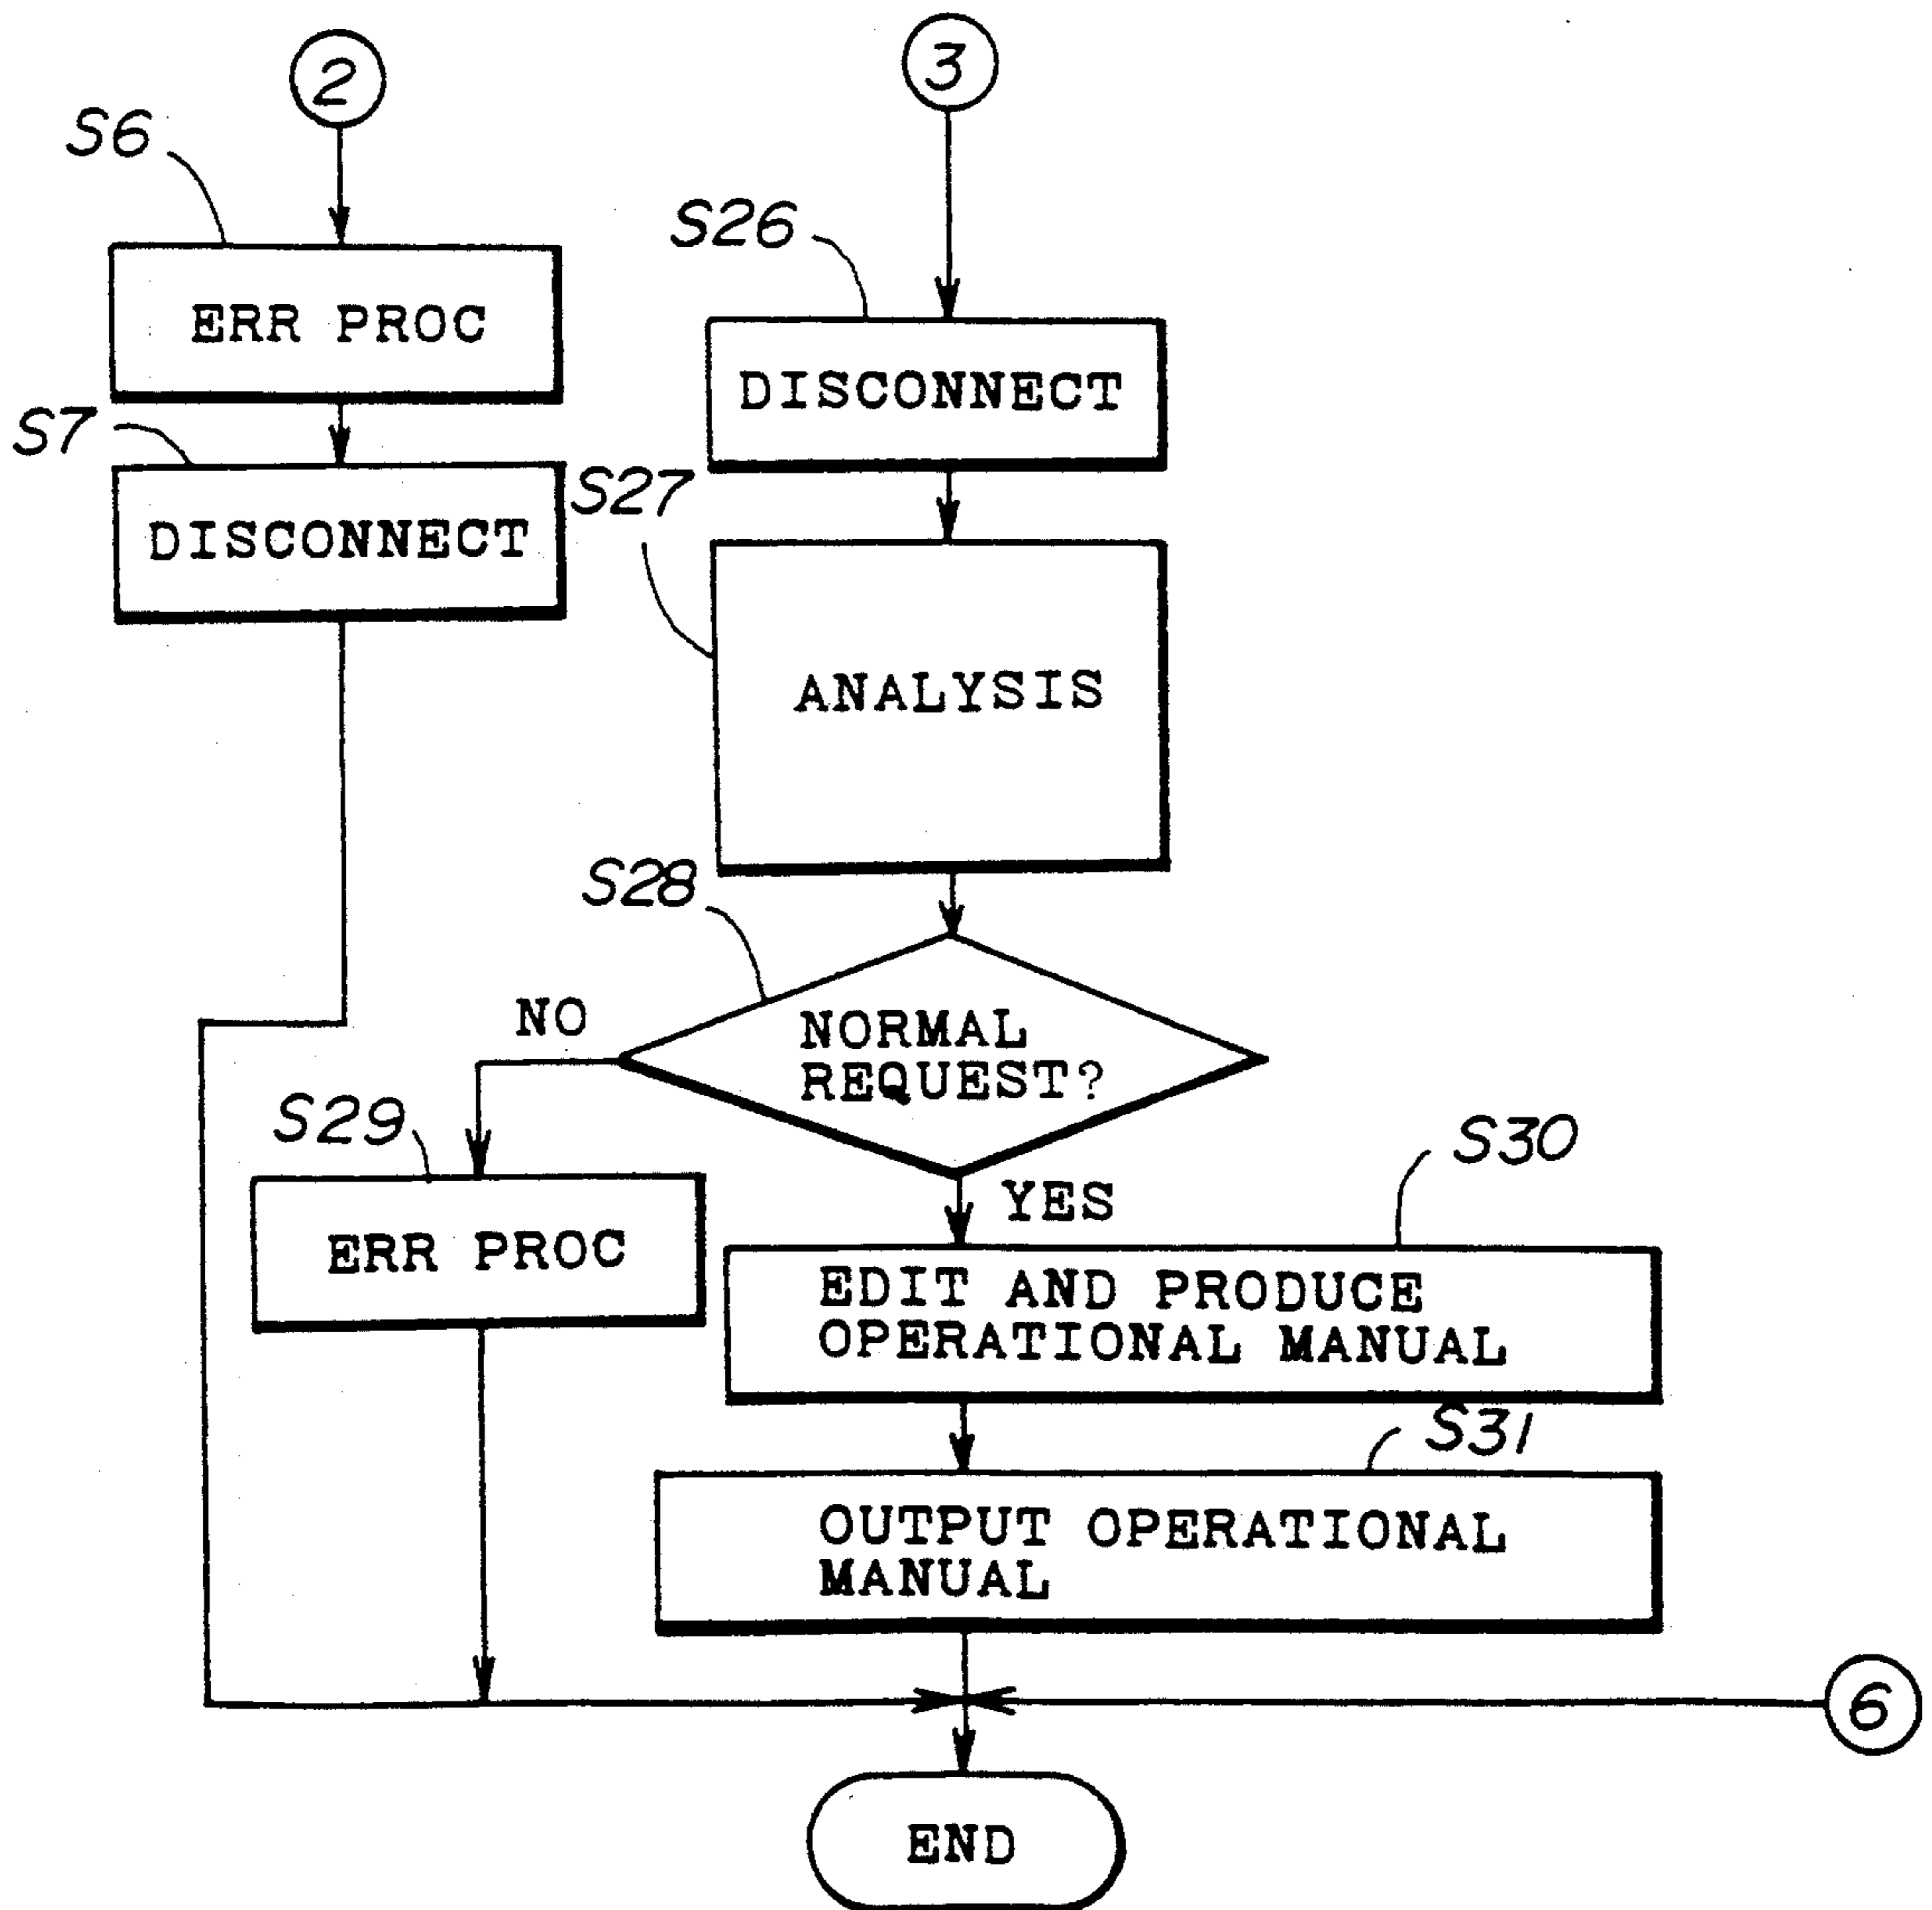 2
3
S6
S26
ERR PROC
DISCONNECT
S7
S27
DISCONNECT
ANALYSIS
S28
NO
NORMAL
REQUEST?
S29
S30
YES
ERR PROC
EDIT AND PRODUCE
OPERATIONAL MANUAL
S31
OUTPUT OPERATIONAL
MANUAL
6
END